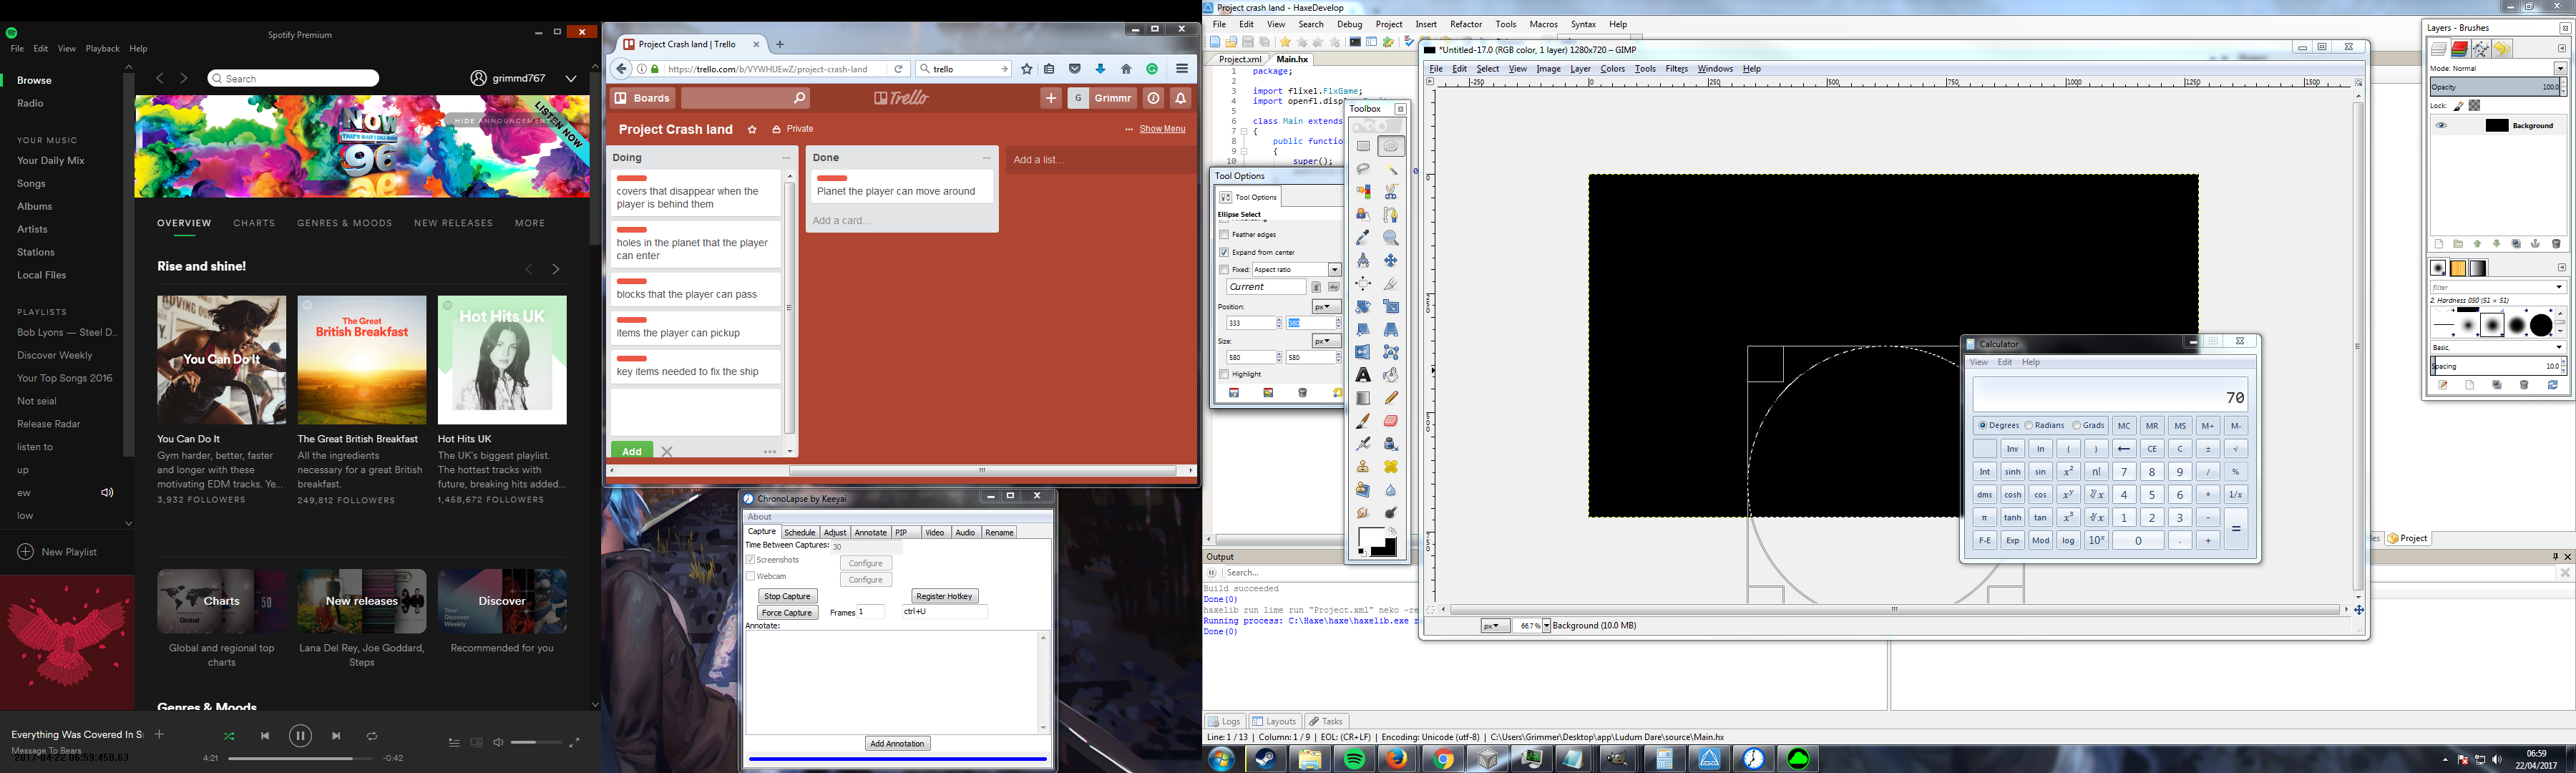 Spotify Premium
File Edit View Playback Help
Search
grimmd767
Browse
Radio
YOUR MUSIC
Your Daily Mix
Songs
Albums
Artists
Stations
Local Files
PLAYLISTS
Bob Lyons — Steel D..
Discover Weekly
Your Top Songs 2016
Not seial
Release Radar
listen to
up
ew
low
New Playlist
HIDE ANNOUNCEMENTS
LISTEN NOW
NOW
THAT'S WHAT I CALL MUSIC
96
OVERVIEW CHARTS GENRES & MOODS NEW RELEASES MORE
Rise and shine!
You Can Do It
The Great
British Breakfast
Hot Hits UK
You Can Do It
Gym harder, better, faster
and longer with these
motivating EDM tracks. Ye...
3,932 FOLLOWERS
The Great British Breakfast
All the ingredients
necessary for a great British
breakfast.
249,812 FOLLOWERS
Hot Hits UK
The UK's biggest playlist.
The hottest tracks with
future, breaking hits added...
1,458,672 FOLLOWERS
Charts
New releases
Discover
Global and regional top
charts
Lana Del Rey, Joe Goddard,
Steps
Recommended for you
Genres & Moods
Everything Was Covered In S
Message To Bears
2017-04-22 06:59:450.63
4:21 -0:42
Project Crash land | Trello
https://trello.com/b/VYWHUEwZ/project-crash-land
trello
Boards
Trello
G Grimmr
Project Crash land Private
... Show Menu
Doing
covers that disappear when the
player is behind them
holes in the planet that the player
can enter
blocks that the player can pass
items the player can pickup
key items needed to fix the ship
Add
Done
Planet the player can move around
Add a card...
Add a list...
ChronoLapse by Keeyai
About
Capture Schedule Adjust Annotate PIP Video Audio Rename
Time Between Captures: 30
Screenshots Configure
Webcam Configure
Stop Capture Register Hotkey
Force Capture Frames 1 ctrl+U
Annotate:
Add Annotation
Project crash land - HaxeDevelop
File Edit View Search Debug Project Insert Refactor Tools Macros Syntax Help
Project.xml Main.hx
1 package;
2
3 import flixel.FlxGame;
4 import openfl.displ
5
6 class Main extends
7 {
8 public functio
9 {
10 super();
Tool Options
Tool Options
Ellipse Select
Feather edges
Expand from center
Fixed: Aspect ratio
Current
Position: px
333 360
Size: px
580 580
Highlight
Toolbox
*Untitled-17.0 (RGB color, 1 layer) 1280x720 – GIMP
File Edit Select View Image Layer Colors Tools Filters Windows Help
-250 0 250 500 750 1000 1250 1500
px 66.7% Background (10.0 MB)
Calculator
View Edit Help
70
Degrees Radians Grads MC MR MS M+ M-
Inv ln ( ) ← CE C ± √
Int sinh sin x² n! 7 8 9 / %
dms cosh cos xʸ ʸ√x 4 5 6 * 1/x
π tanh tan x³ ³√x 1 2 3 - =
F-E Exp Mod log 10ˣ 0 . +
Layers - Brushes
Mode: Normal
Opacity 100.0
Lock:
Background
filter
2. Hardness 050 (51 × 51)
Basic,
Spacing 10.0
les Project
Output
Search...
Build succeeded
Done(0)
haxelib run lime run "Project.xml" neko -re
Running process: C:\Haxe\haxe\haxelib.exe r
Done(0)
Logs Layouts Tasks
Line: 1 / 13 | Column: 1 / 9 | EOL: (CR+LF) | Encoding: Unicode (utf-8) | C:\Users\Grimmer\Desktop\app\Ludum Dare\source\Main.hx
06:59
22/04/2017